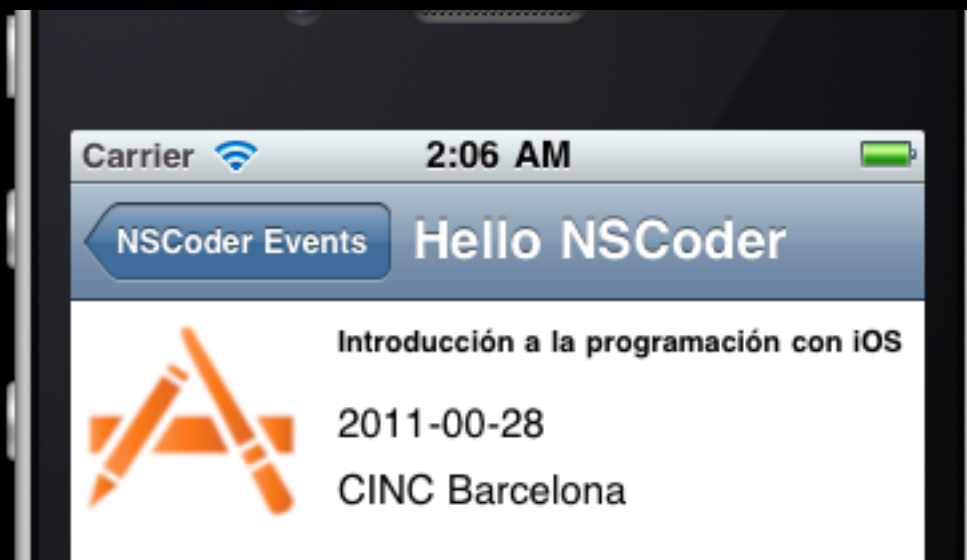 Carrier 2:06 AM
NSCoder Events Hello NSCoder
Introducción a la programación con iOS
2011-00-28
CINC Barcelona